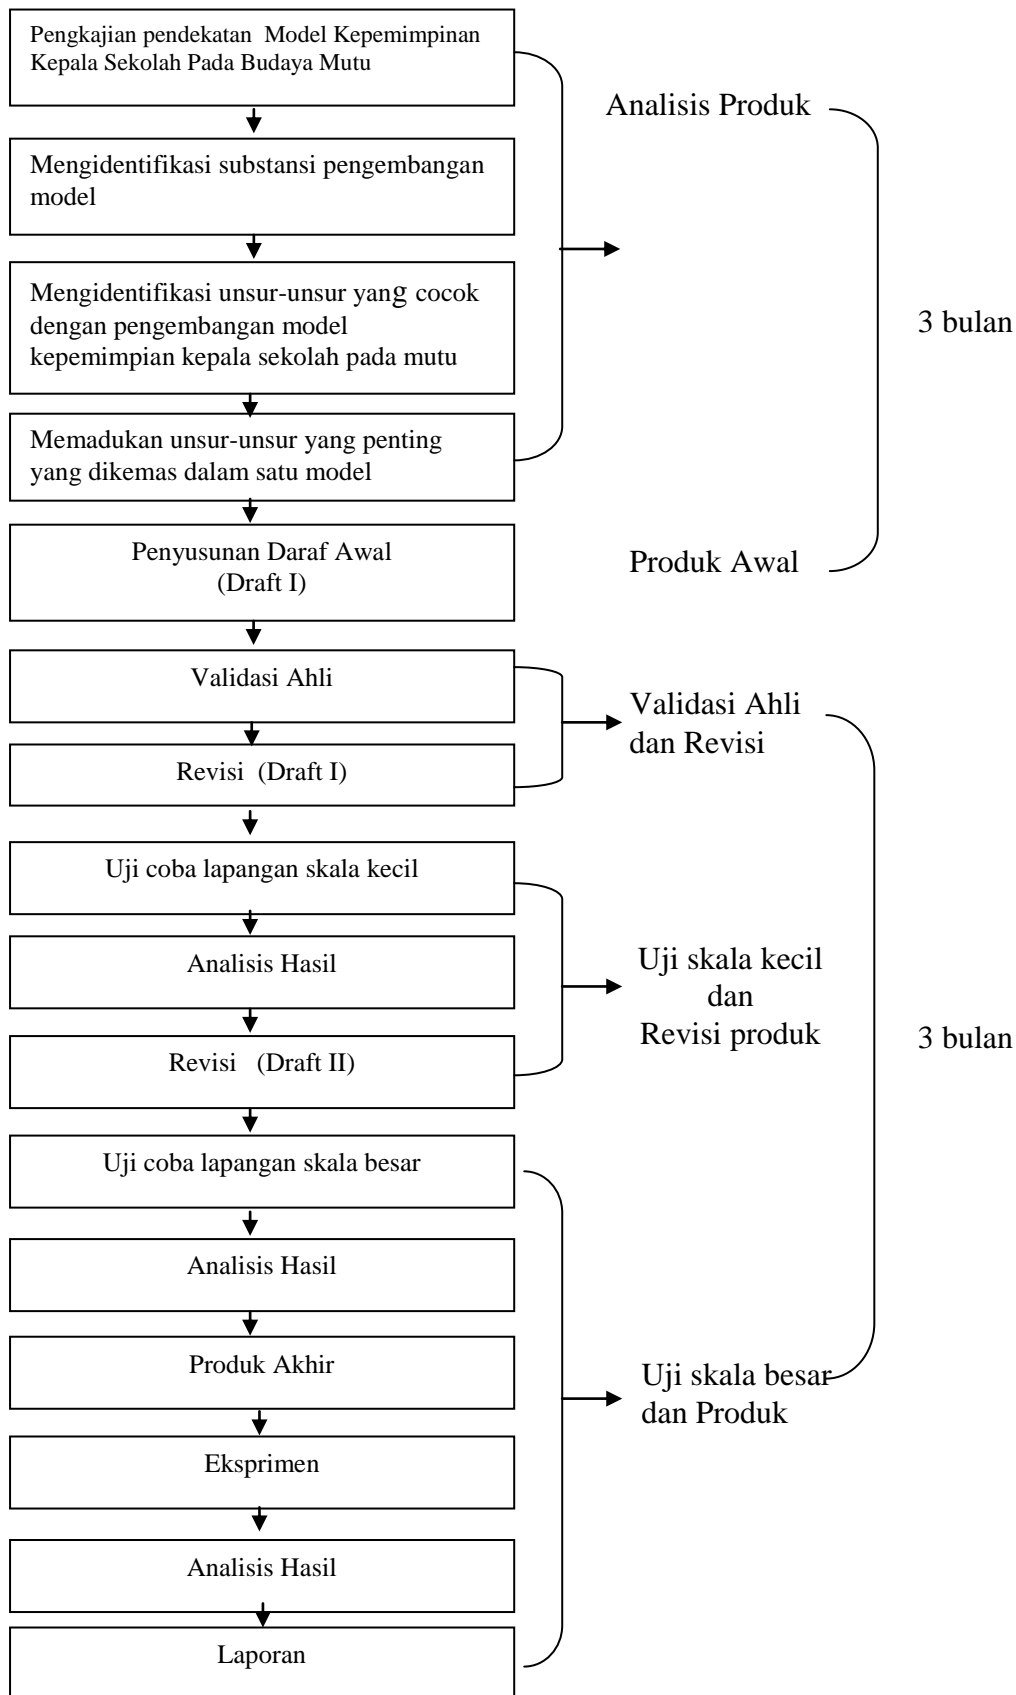 Pengkajian pendekatan Model Kepemimpinan
Kepala Sekolah Pada Budaya Mutu
Analisis Produk
Mengidentifikasi substansi pengembangan
model
Mengidentifikasi unsur-unsur yang cocok
dengan pengembangan model
kepemimpian kepala sekolah pada mutu
3 bulan
Memadukan unsur-unsur yang penting
yang dikemas dalam satu model
Penyusunan Daraf Awal
(Draft I)
Produk Awal
Validasi Ahli
Validasi Ahli
dan Revisi
Revisi (Draft I)
Uji coba lapangan skala kecil
Analisis Hasil
Uji skala kecil
dan
Revisi produk
3 bulan
Revisi (Draft II)
Uji coba lapangan skala besar
Analisis Hasil
Produk Akhir
Uji skala besar
dan Produk
Eksprimen
Analisis Hasil
Laporan